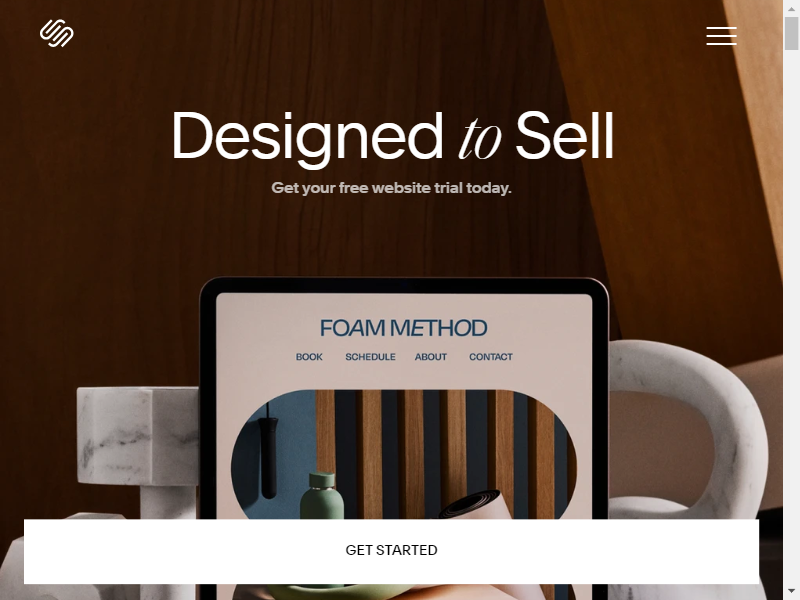 Designed to Sell
Get your free website trial today.
FOAM METHOD
BOOK SCHEDULE ABOUT CONTACT
GET STARTED